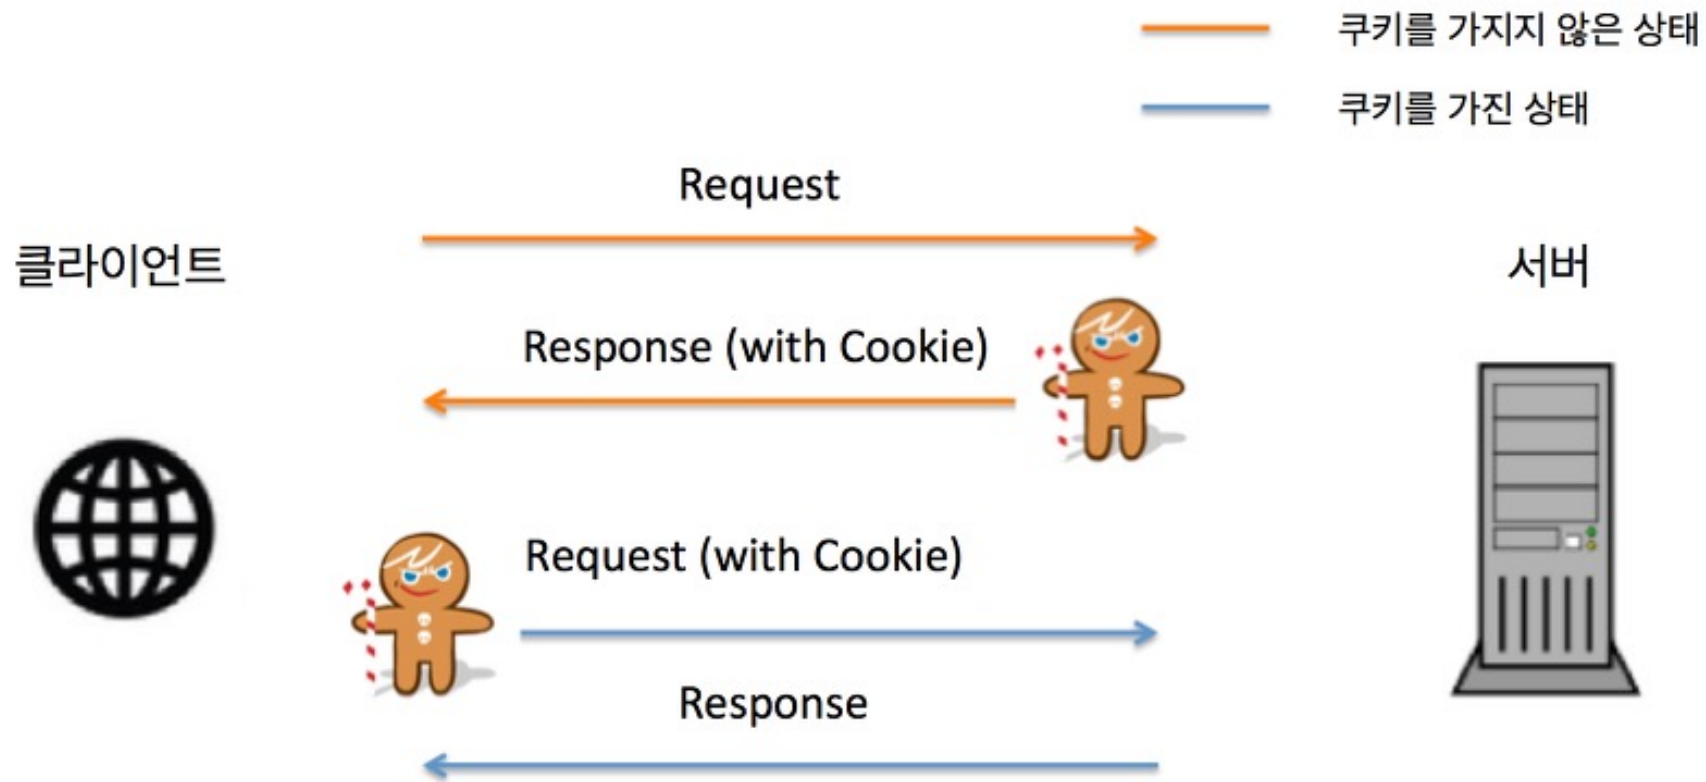 쿠키를 가지지 않은 상태
쿠키를 가진 상태
Request
클라이언트
서버
Response (with Cookie)
Request (with Cookie)
Response